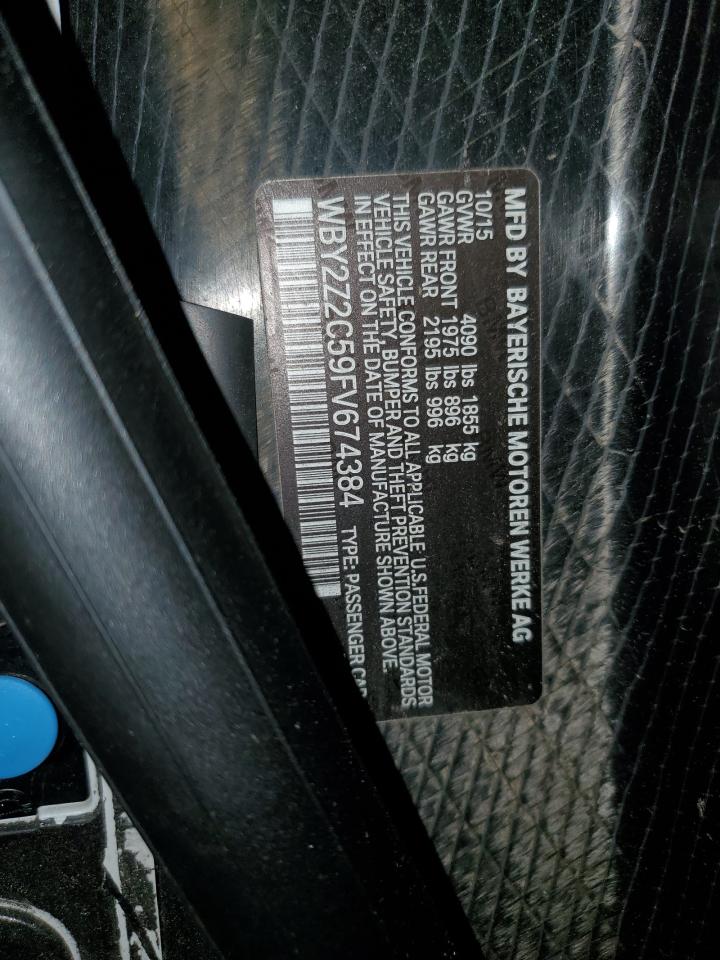 MFD BY BAYERISCHE MOTOREN WERKE AG
10/15
GVWR 4090 lbs 1855 kg
GAWR FRONT 1975 lbs 896 kg
GAWR REAR 2195 lbs 996 kg
THIS VEHICLE CONFORMS TO ALL APPLICABLE U.S.FEDERAL MOTOR
VEHICLE SAFETY, BUMPER AND THEFT PREVENTION STANDARDS
IN EFFECT ON THE DATE OF MANUFACTURE SHOWN ABOVE.
WBY2Z2C59FV674384 TYPE: PASSENGER CAR